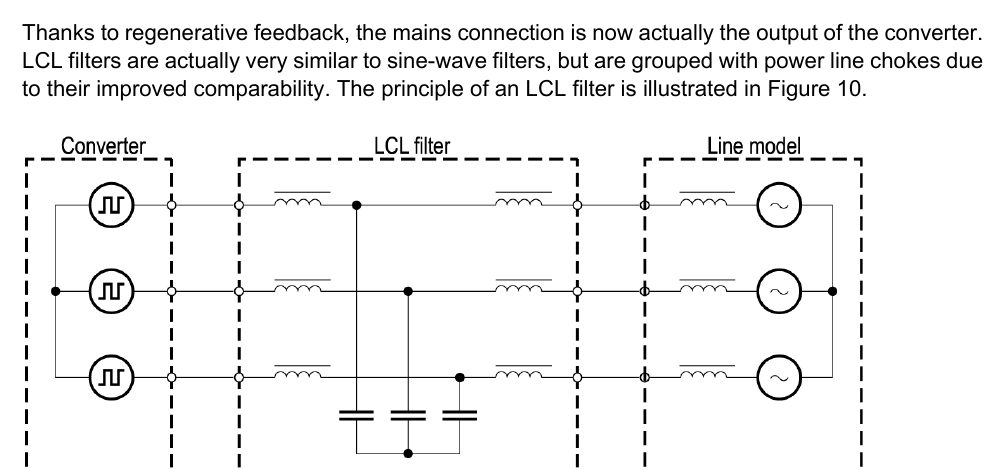 Thanks to regenerative feedback, the mains connection is now actually the output of the converter.
LCL filters are actually very similar to sine-wave filters, but are grouped with power line chokes due
to their improved comparability. The principle of an LCL filter is illustrated in Figure 10.
Converter LCL filter Line model